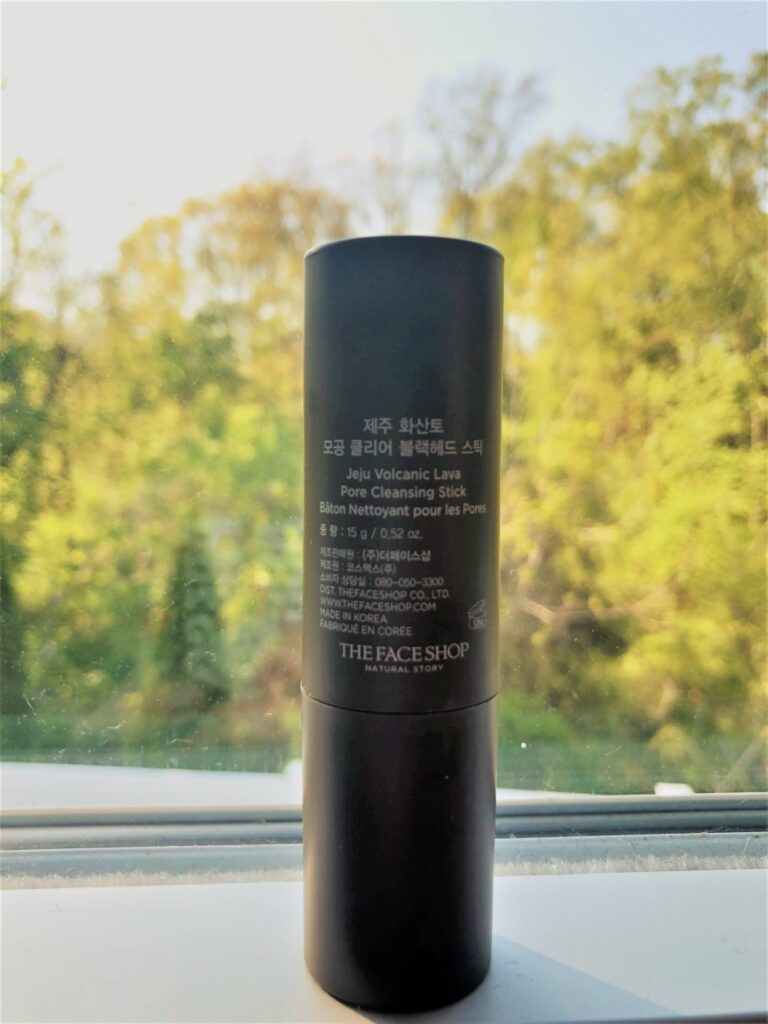 제주 화산토
모공 클리어 블랙헤드 스틱
Jeju Volcanic Lava
Pore Cleansing Stick
Bâton Nettoyant pour les Pores
중 량 : 15 g / 0.52 oz.
제조판매원 : (주)더페이스샵
제조원 : 코스맥스(주)
소비자 상담실 : 080-050-3300
DIST. THEFACESHOP CO., LTD.
WWW.THEFACESHOP.COM
MADE IN KOREA
FABRIQUÉ EN CORÉE
THE FACE SHOP
NATURAL STORY